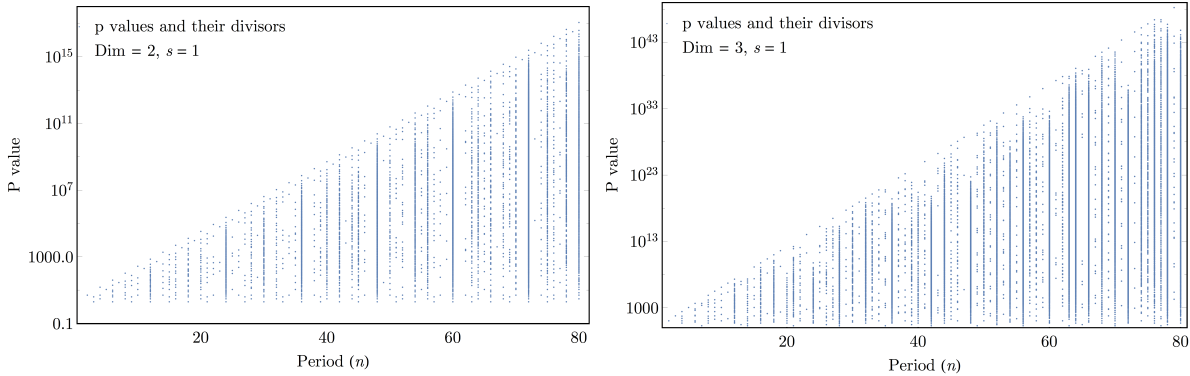 p values and their divisors
Dim = 2, s = 1
10^15
10^11
10^7
1000.0
0.1
P value
20
40
60
80
Period (n)
p values and their divisors
Dim = 3, s = 1
10^43
10^33
10^23
10^13
1000
P value
20
40
60
80
Period (n)